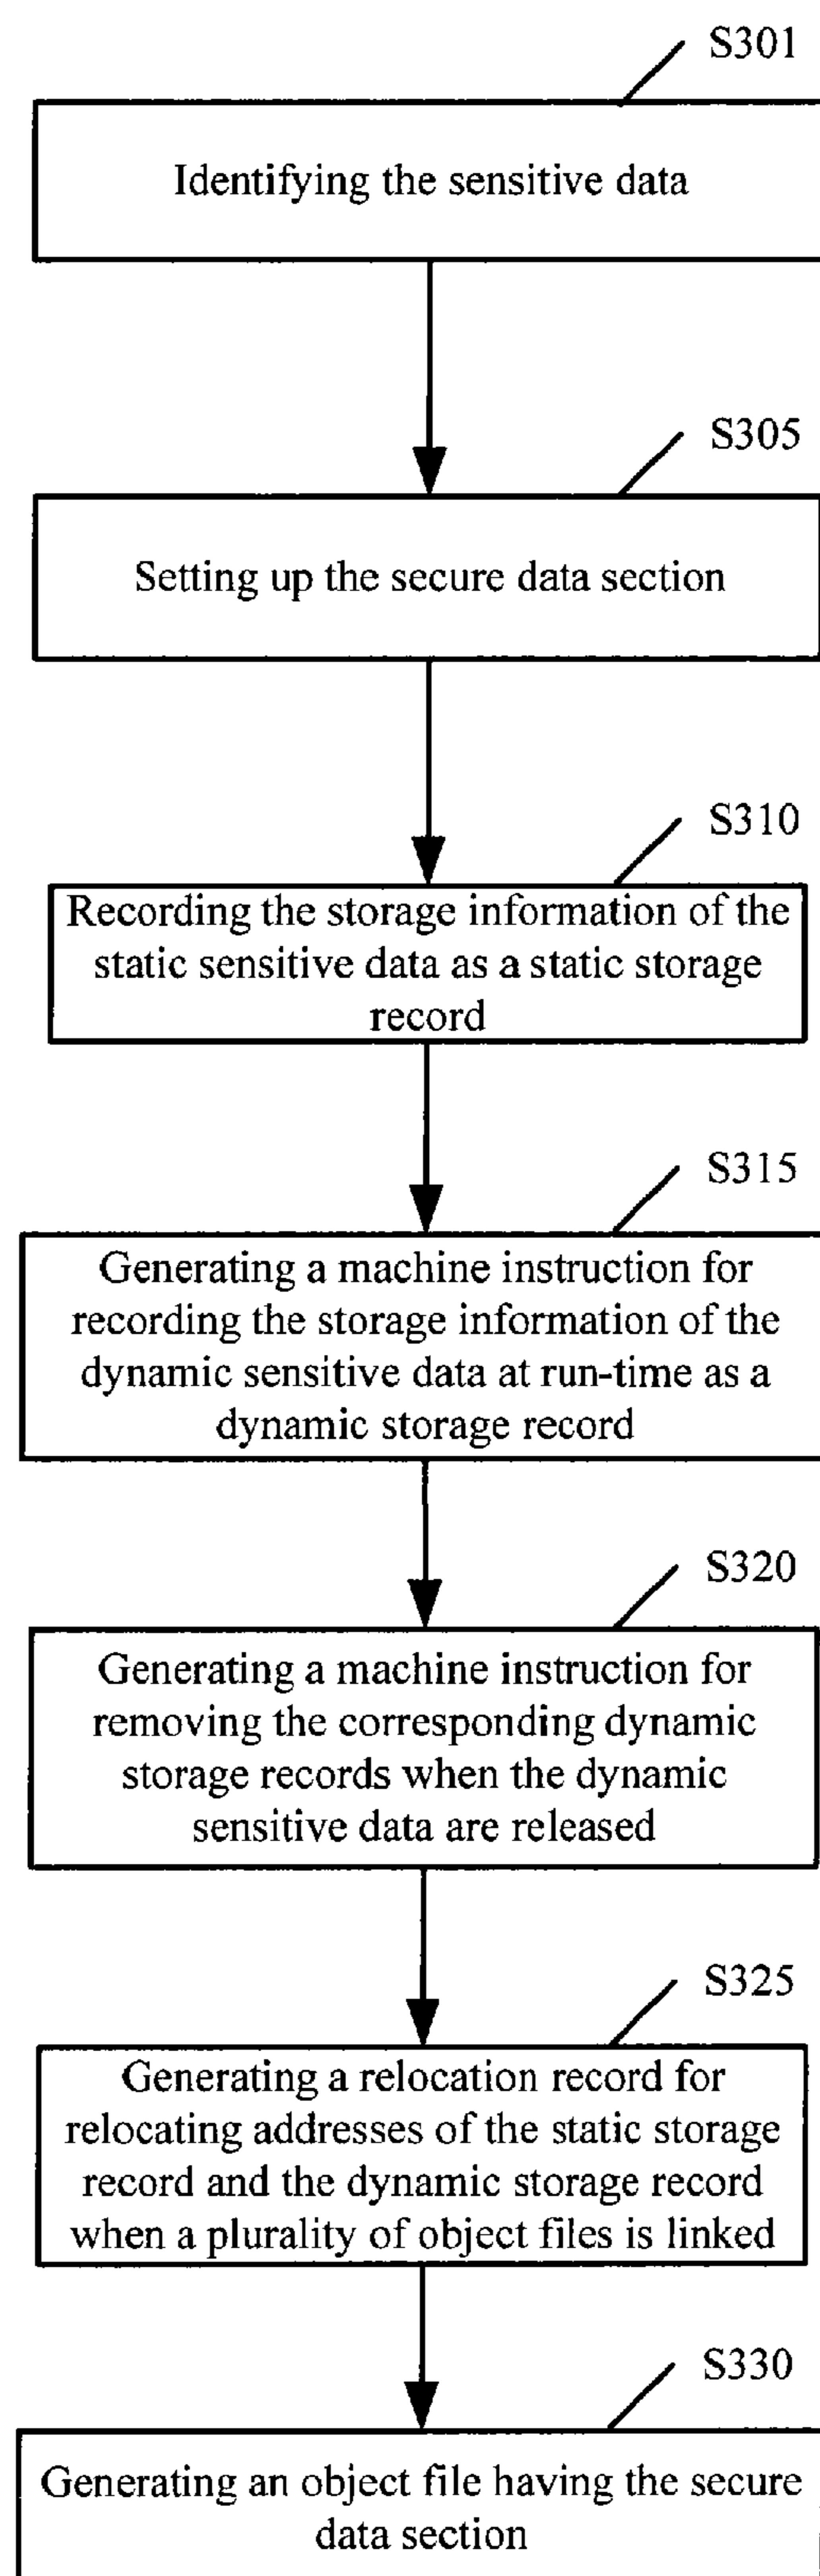 S301
Identifying the sensitive data
S305
Setting up the secure data section
S310
Recording the storage information of the
static sensitive data as a static storage
record
S315
Generating a machine instruction for
recording the storage information of the
dynamic sensitive data at run-time as a
dynamic storage record
S320
Generating a machine instruction for
removing the corresponding dynamic
storage records when the dynamic
sensitive data are released
S325
Generating a relocation record for
relocating addresses of the static storage
record and the dynamic storage record
when a plurality of object files is linked
S330
Generating an object file having the secure
data section